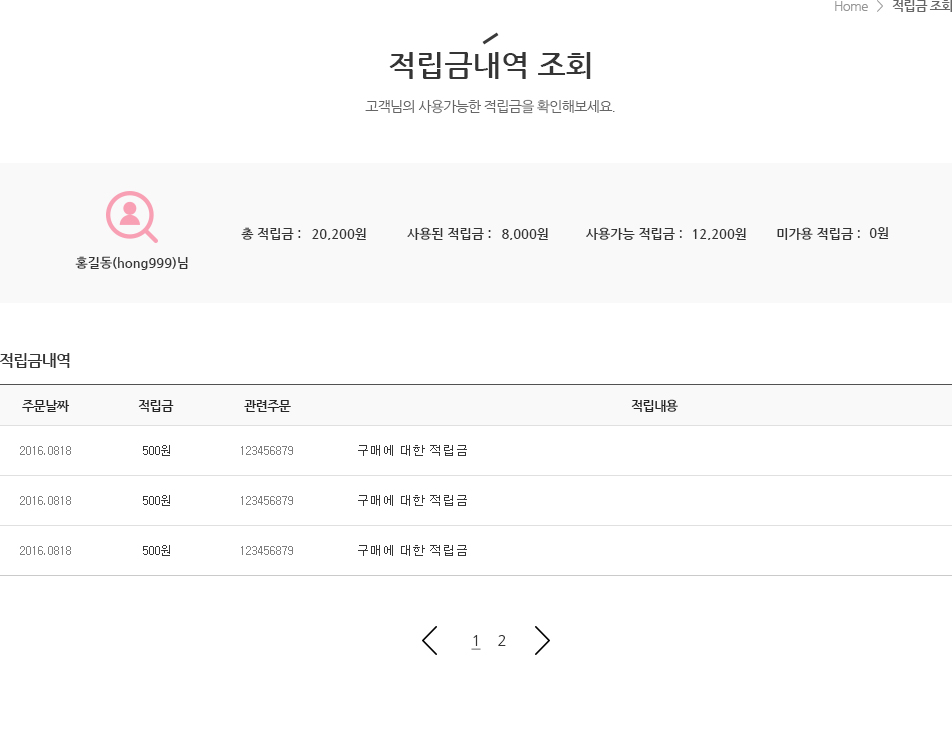 Home > 적립금 조회
적립금내역 조회
고객님의 사용가능한 적립금을 확인해보세요.
홍길동(hong999)님
총 적립금 : 20,200원 사용된 적립금 : 8,000원 사용가능 적립금 : 12,200원 미가용 적립금 : 0원
적립금내역
주문날짜 적립금 관련주문 적립내용
2016.0818 500원 123456879 구매에 대한 적립금
2016.0818 500원 123456879 구매에 대한 적립금
2016.0818 500원 123456879 구매에 대한 적립금
1 2